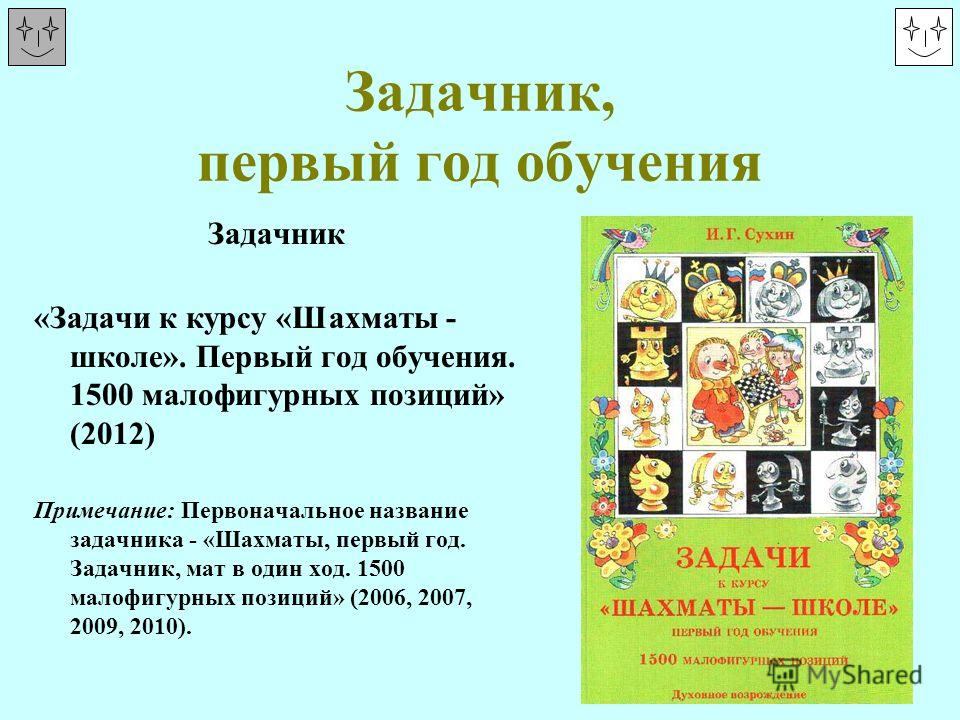 Задачник,
первый год обучения
Задачник
«Задачи к курсу «Шахматы -
школе». Первый год обучения.
1500 малофигурных позиций»
(2012)
Примечание: Первоначальное название
задачника - «Шахматы, первый год.
Задачник, мат в один ход. 1500
малофигурных позиций» (2006, 2007,
2009, 2010).
И.Г. Сухин
ЗАДАЧИ
К КУРСУ
«ШАХМАТЫ — ШКОЛЕ»
ПЕРВЫЙ ГОД ОБУЧЕНИЯ
1500 МАЛОФИГУРНЫХ ПОЗИЦИЙ
Духовное возрождение
MyShared